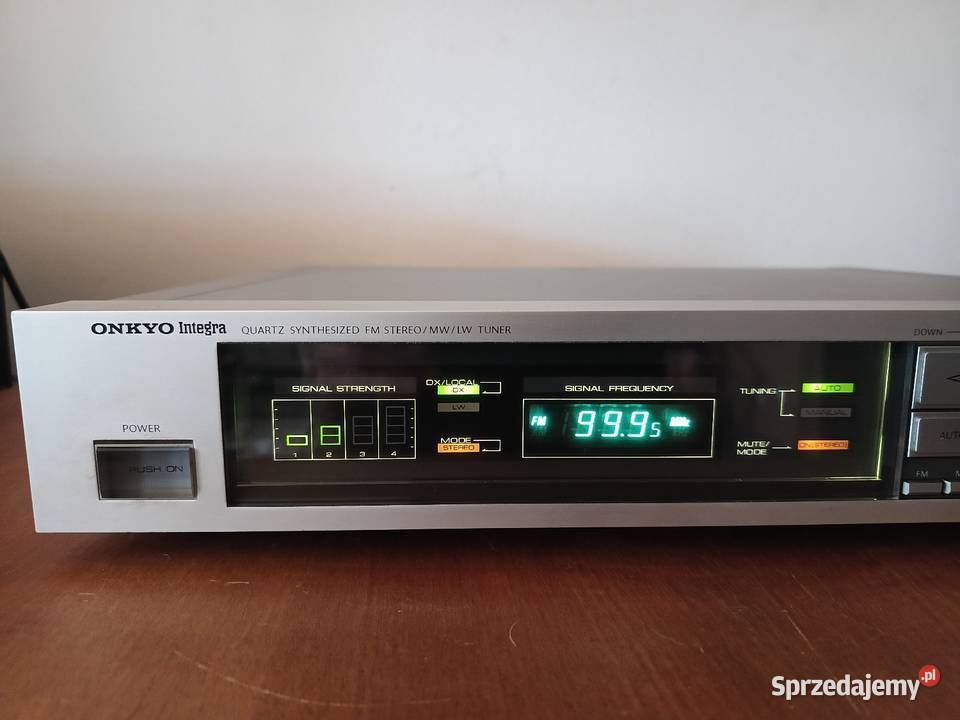 ONKYO Integra QUARTZ SYNTHESIZED FM STEREO/MW/LW TUNER
DOWN
POWER
PUSH ON
SIGNAL STRENGTH
1 2 3 4
DX/LOCAL
DX
LW
MODE
STEREO
SIGNAL FREQUENCY
FM 99.95 MHz
TUNING
AUTO
MANUAL
MUTE/
MODE
ON(STEREO)
FM
Sprzedajemy.pl